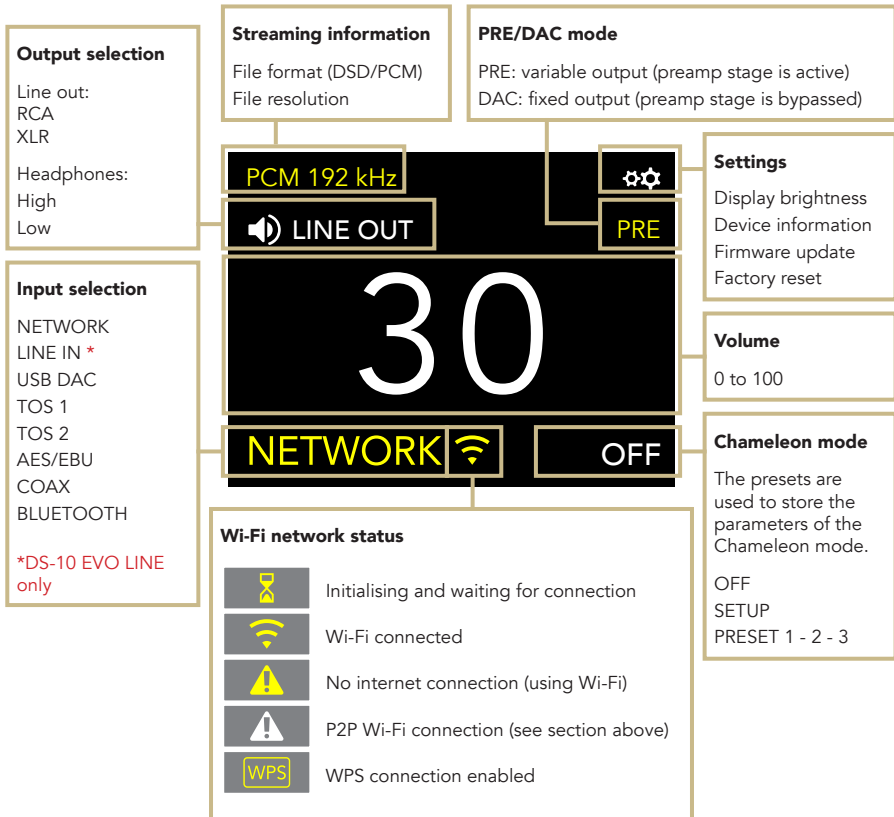 Output selection
Line out:
RCA
XLR
Headphones:
High
Low
Streaming information
File format (DSD/PCM)
File resolution
PRE/DAC mode
PRE: variable output (preamp stage is active)
DAC: fixed output (preamp stage is bypassed)
PCM 192 kHz
LINE OUT
PRE
30
NETWORK
OFF
Settings
Display brightness
Device information
Firmware update
Factory reset
Input selection
NETWORK
LINE IN *
USB DAC
TOS 1
TOS 2
AES/EBU
COAX
BLUETOOTH
*DS-10 EVO LINE
only
Volume
0 to 100
Chameleon mode
The presets are
used to store the
parameters of the
Chameleon mode.
OFF
SETUP
PRESET 1 - 2 - 3
Wi-Fi network status
Initialising and waiting for connection
Wi-Fi connected
No internet connection (using Wi-Fi)
P2P Wi-Fi connection (see section above)
WPS
WPS connection enabled